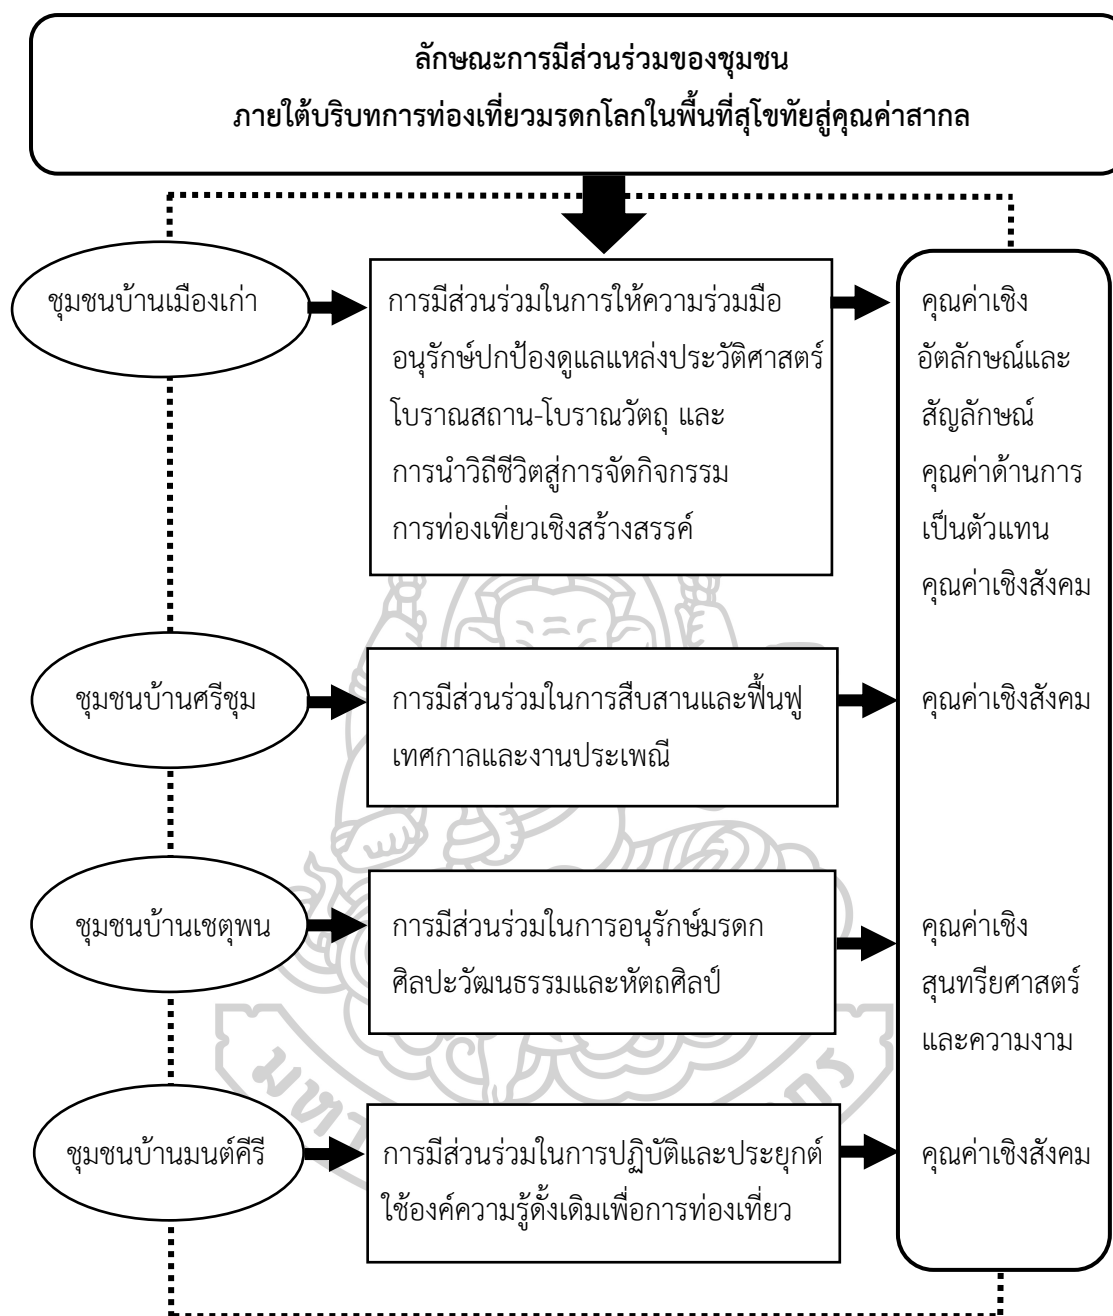 ลักษณะการมีส่วนร่วมของชุมชน
ภายใต้บริบทการท่องเที่ยวมรดกโลกในพื้นที่สุโขทัยสู่คุณค่าสากล
ชุมชนบ้านเมืองเก่า
การมีส่วนร่วมในการให้ความร่วมมือ
อนุรักษ์ปกป้องดูแลแหล่งประวัติศาสตร์
โบราณสถาน-โบราณวัตถุ และ
การนำวิถีชีวิตสู่การจัดกิจกรรม
การท่องเที่ยวเชิงสร้างสรรค์
คุณค่าเชิง
อัตลักษณ์และ
สัญลักษณ์
คุณค่าด้านการ
เป็นตัวแทน
คุณค่าเชิงสังคม
ชุมชนบ้านศรีชุม
การมีส่วนร่วมในการสืบสานและฟื้นฟู
เทศกาลและงานประเพณี
คุณค่าเชิงสังคม
ชุมชนบ้านเชตุพน
การมีส่วนร่วมในการอนุรักษ์มรดก
ศิลปะวัฒนธรรมและหัตถศิลป์
คุณค่าเชิง
สุนทรียศาสตร์
และความงาม
ชุมชนบ้านมนต์คีรี
การมีส่วนร่วมในการปฏิบัติและประยุกต์
ใช้องค์ความรู้ดั้งเดิมเพื่อการท่องเที่ยว
คุณค่าเชิงสังคม